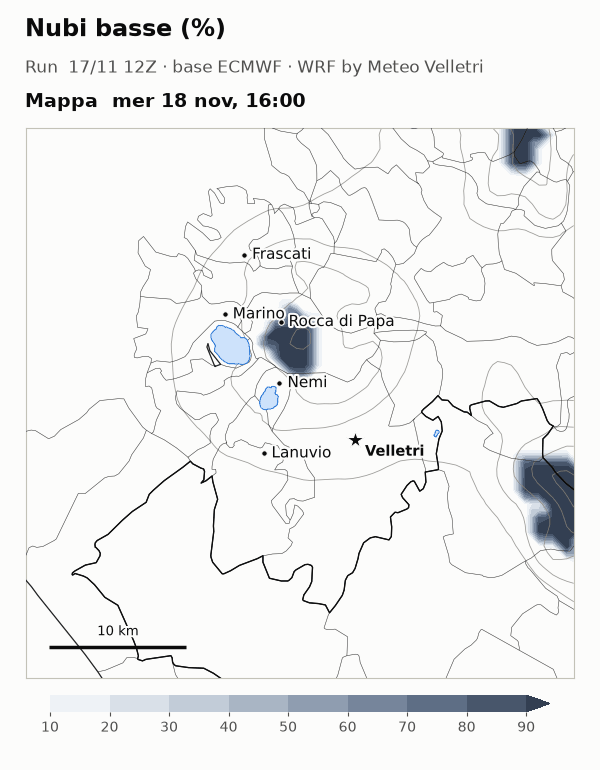 Nubi basse (%)
Run 17/11 12Z · base ECMWF · WRF by Meteo Velletri
Mappa mer 18 nov, 16:00
Frascati
Marino
Rocca di Papa
Nemi
Velletri
Lanuvio
10 km
10 20 30 40 50 60 70 80 90